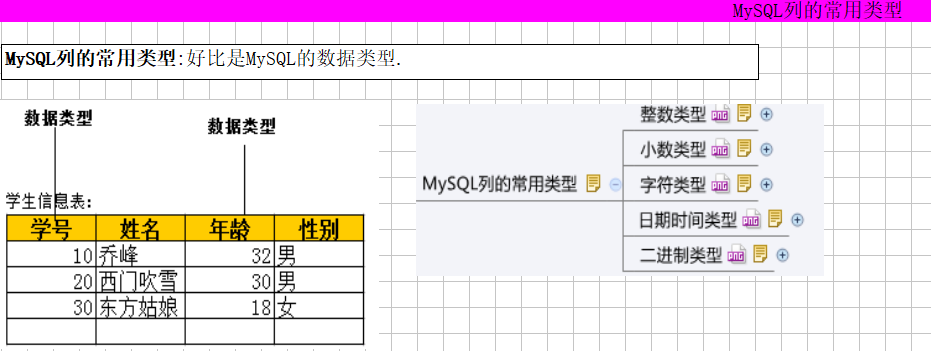 MySQL列的常用类型
MySQL列的常用类型:好比是MySQL的数据类型.
数据类型
数据类型
学生信息表:
学号 姓名 年龄 性别
10 乔峰 32 男
20 西门吹雪 30 男
30 东方姑娘 18 女
MySQL列的常用类型
整数类型
小数类型
字符类型
日期时间类型
二进制类型